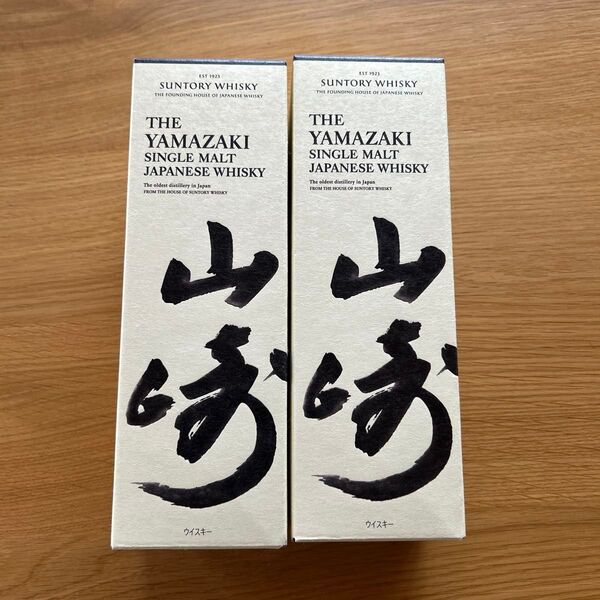 EST 1923
SUNTORY WHISKY
THE FOUNDING HOUSE OF JAPANESE WHISKY
THE
YAMAZAKI
SINGLE MALT
JAPANESE WHISKY
The oldest distillery in Japan
FROM THE HOUSE OF SUNTORY WHISKY
山
崎
ウイスキー
EST 1923
SUNTORY WHISKY
THE FOUNDING HOUSE OF JAPANESE WHISKY
THE
YAMAZAKI
SINGLE MALT
JAPANESE WHISKY
The oldest distillery in Japan
FROM THE HOUSE OF SUNTORY WHISKY
山
崎
ウイスキー